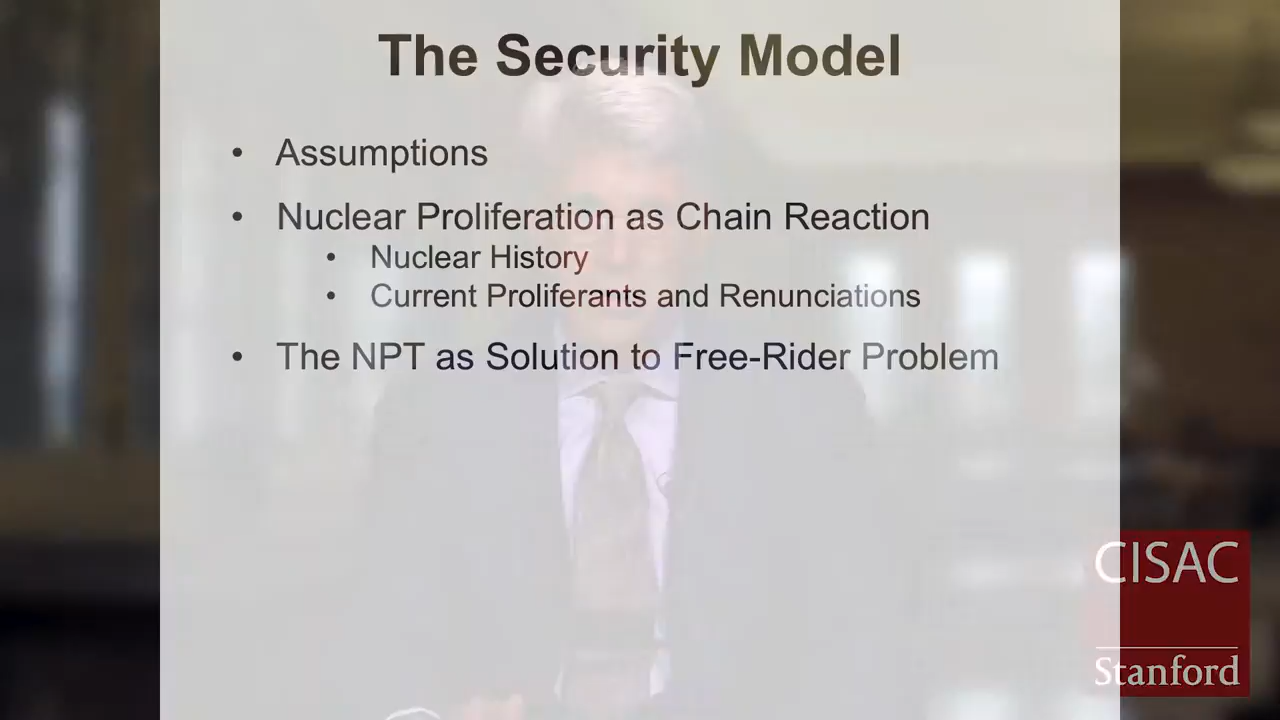 The Security Model
• Assumptions
• Nuclear Proliferation as Chain Reaction
• Nuclear History
• Current Proliferants and Renunciations
• The NPT as Solution to Free-Rider Problem
CISAC
Stanford